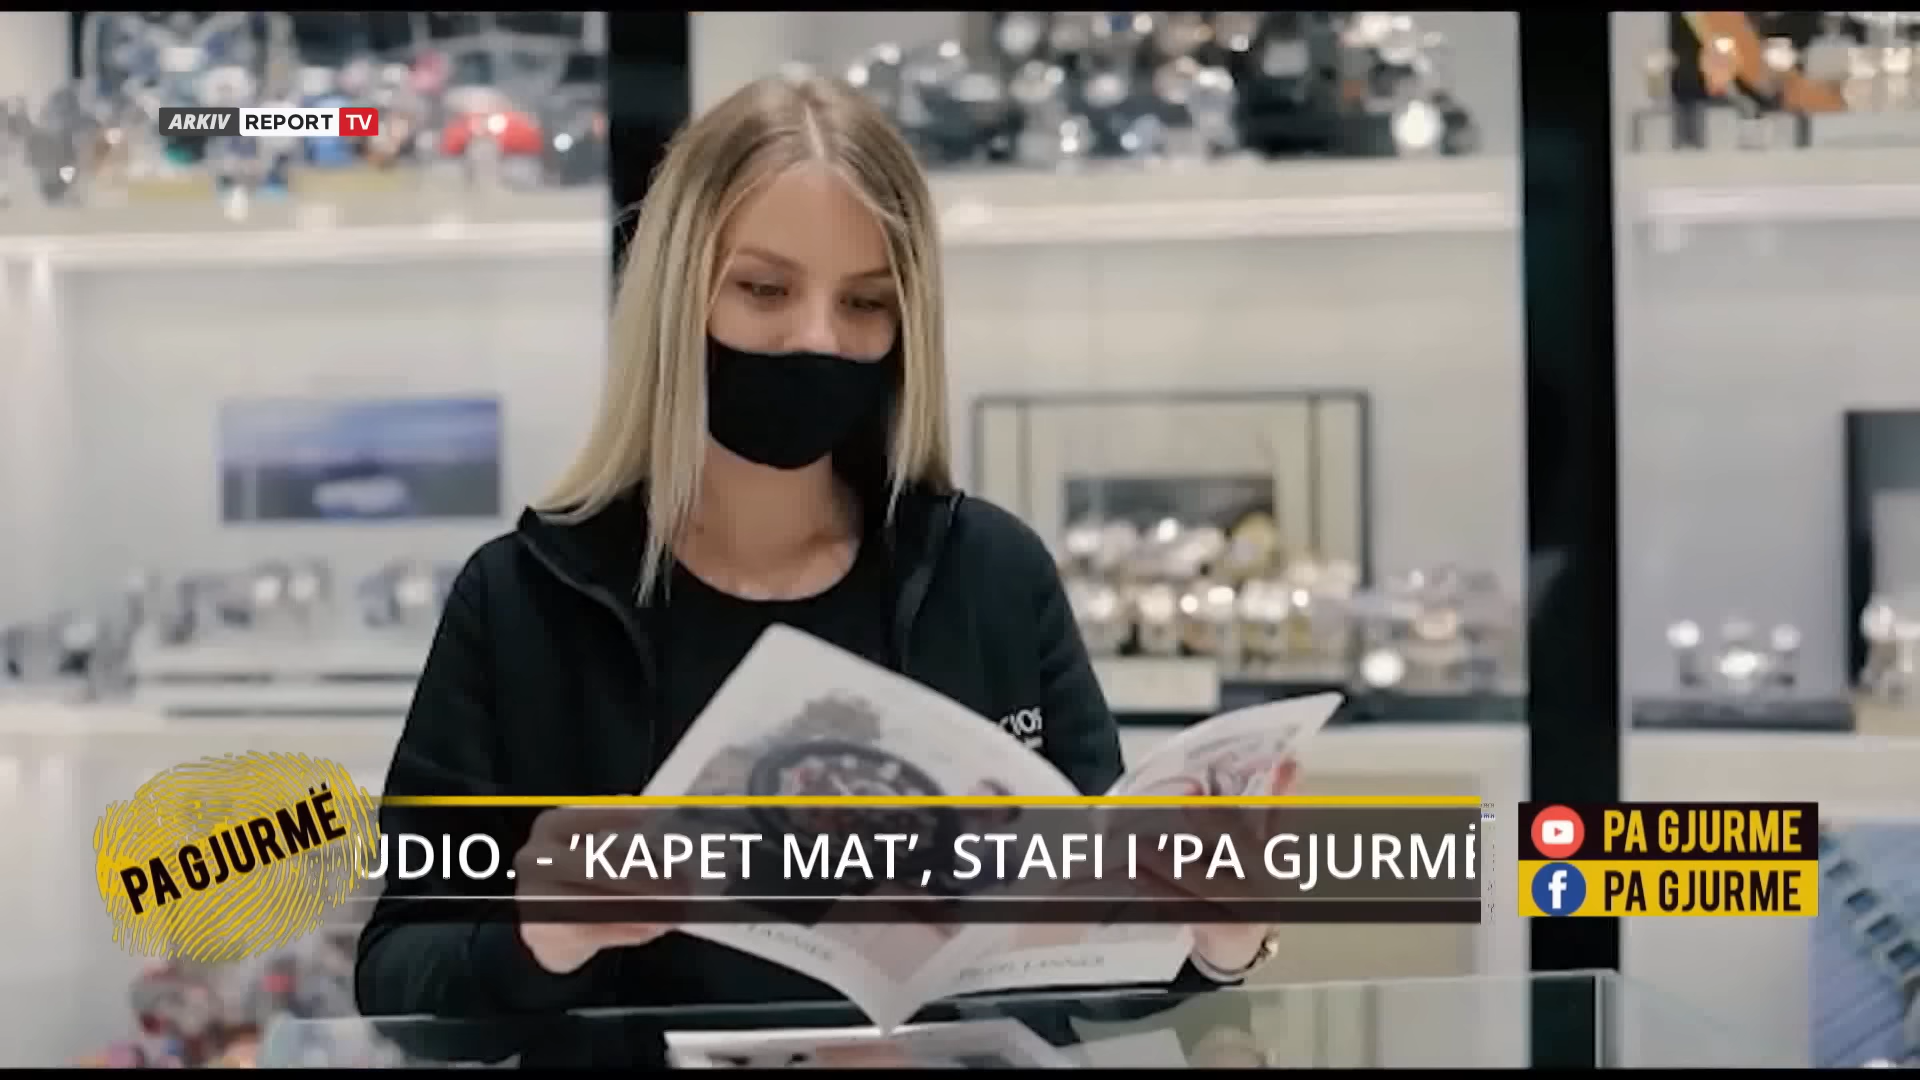 ARKIV REPORT TV
PA GJURMË
UDIO. - ’KAPET MAT’, STAFI I ’PA GJURMË
PA GJURME
PA GJURME